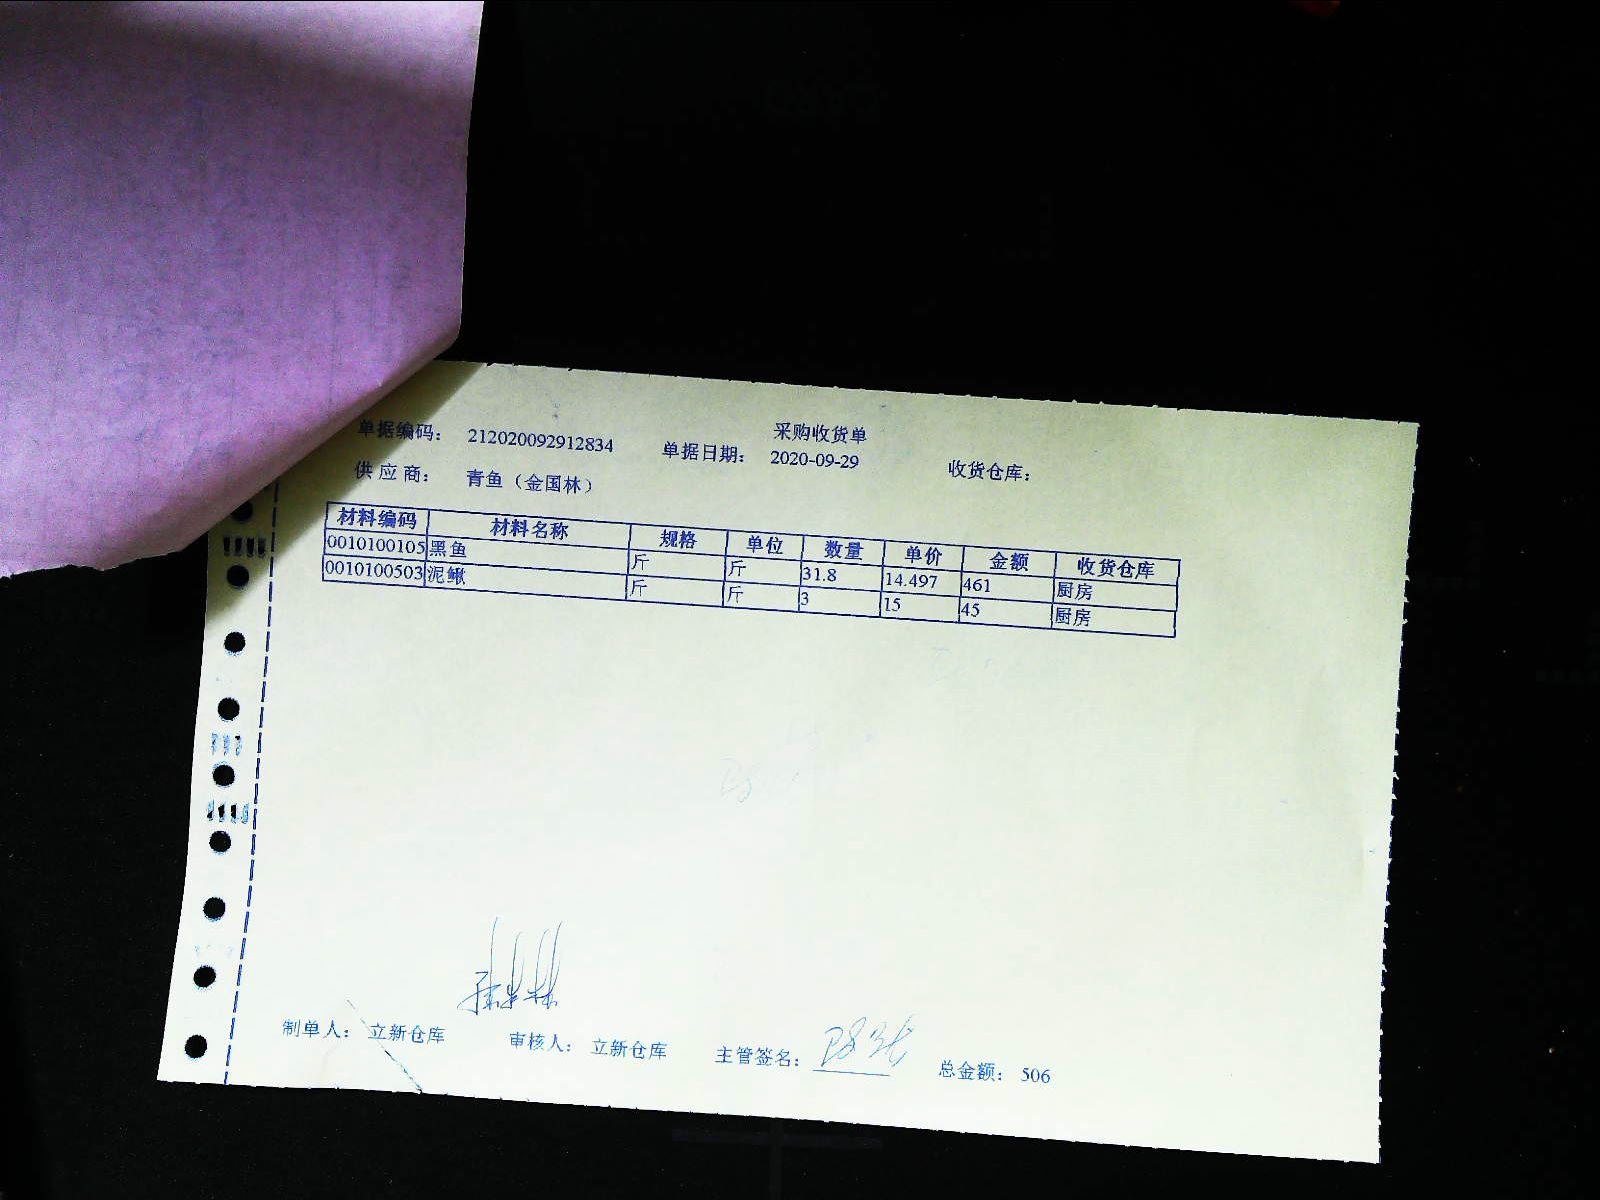 采购收货单
单据编码： 212020092912834 单据日期： 2020-09-29 收货仓库：
供 应 商： 青鱼（金国林）
材料编码 材料名称 规格 单位 数量 单价 金额 收货仓库
0010100105 黑鱼 斤 斤 31.8 14.497 461 厨房
0010100503 泥鳅 斤 斤 3 15 45 厨房
制单人： 立新仓库 审核人： 立新仓库 主管签名： 总金额： 506